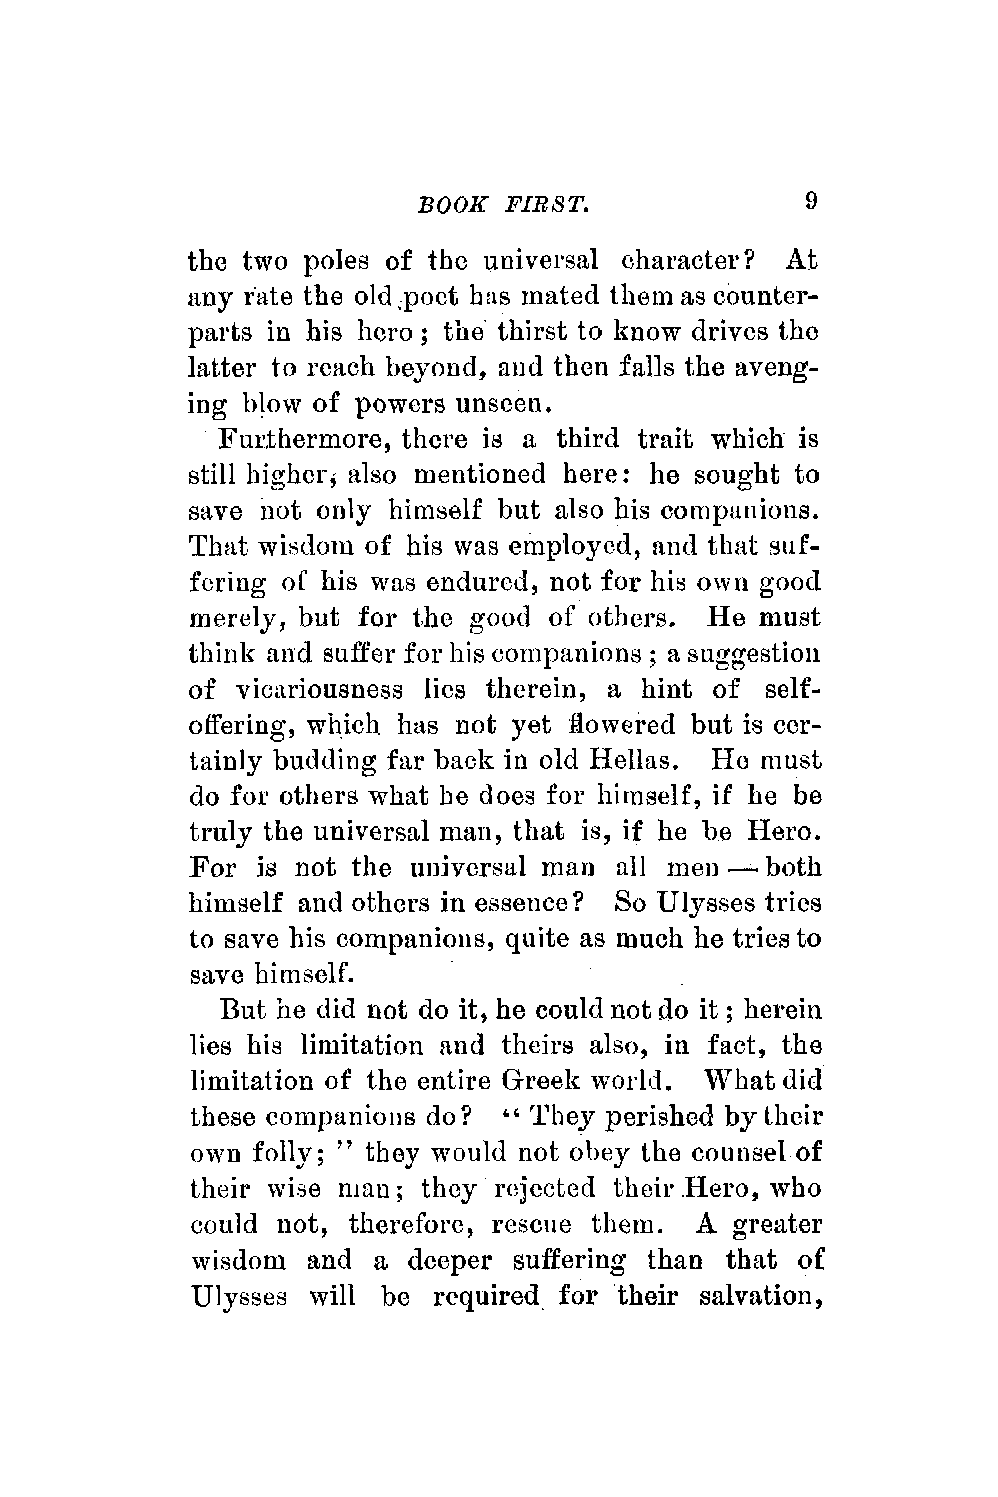 BOOK FIRST. 9
the two poles of the universal character? At
any rate the old poet has mated them as counter-
parts in his hero; the thirst to know drives the
latter to reach beyond, and then falls the aveng-
ing blow of powers unseen.
Furthermore, there is a third trait which is
still higher, also mentioned here: he sought to
save not only himself but also his companions.
That wisdom of his was employed, and that suf-
fering of his was endured, not for his own good
merely, but for the good of others. He must
think and suffer for his companions; a suggestion
of vicariousness lies therein, a hint of self-
offering, which has not yet flowered but is cer-
tainly budding far back in old Hellas. He must
do for others what he does for himself, if he be
truly the universal man, that is, if he be Hero.
For is not the universal man all men — both
himself and others in essence? So Ulysses tries
to save his companions, quite as much he tries to
save himself.
But he did not do it, he could not do it; herein
lies his limitation and theirs also, in fact, the
limitation of the entire Greek world. What did
these companions do? "They perished by their
own folly;" they would not obey the counsel of
their wise man; they rejected their Hero, who
could not, therefore, rescue them. A greater
wisdom and a deeper suffering than that of
Ulysses will be required for their salvation,